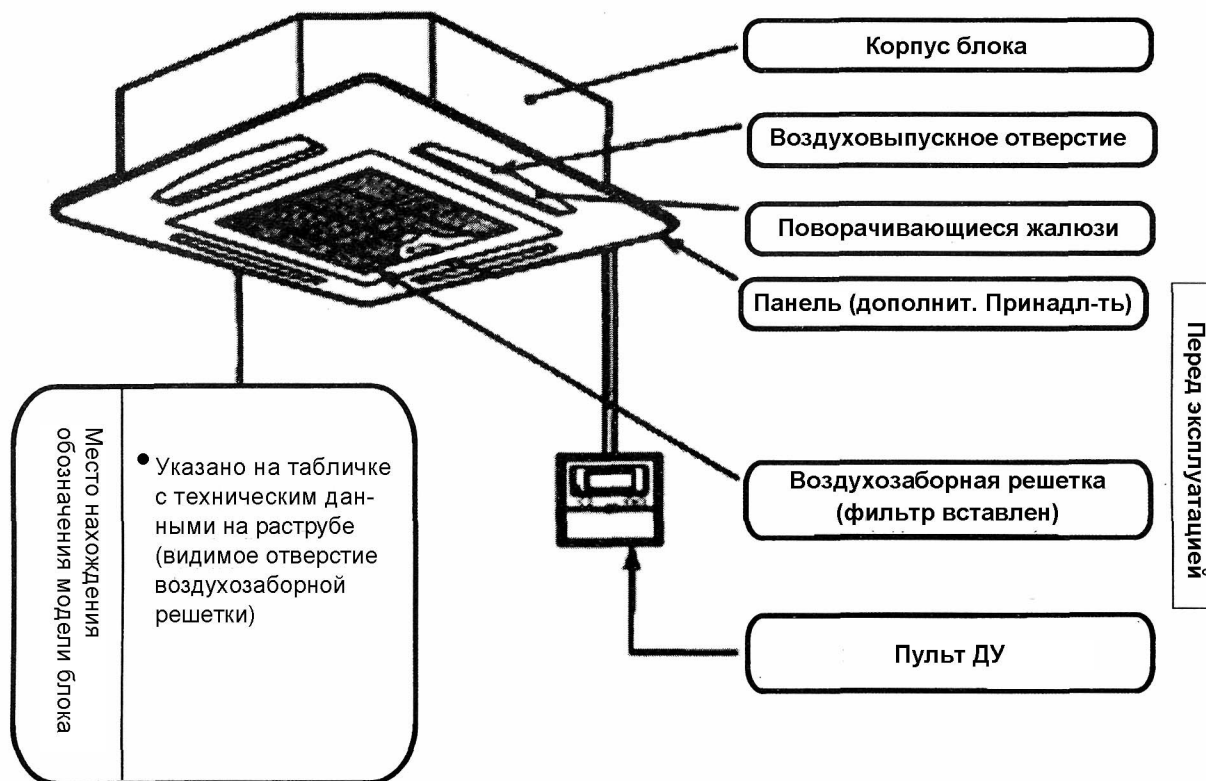 Корпус блока
Воздуховыпускное отверстие
Поворачивающиеся жалюзи
Панель (дополнит. Принадл-ть)
Перед эксплуатацией
Место нахождения
обозначения модели блока
• Указано на табличке
с техническим дан-
ными на раструбе
(видимое отверстие
воздухозаборной
решетки)
Воздухозаборная решетка
(фильтр вставлен)
Пульт ДУ